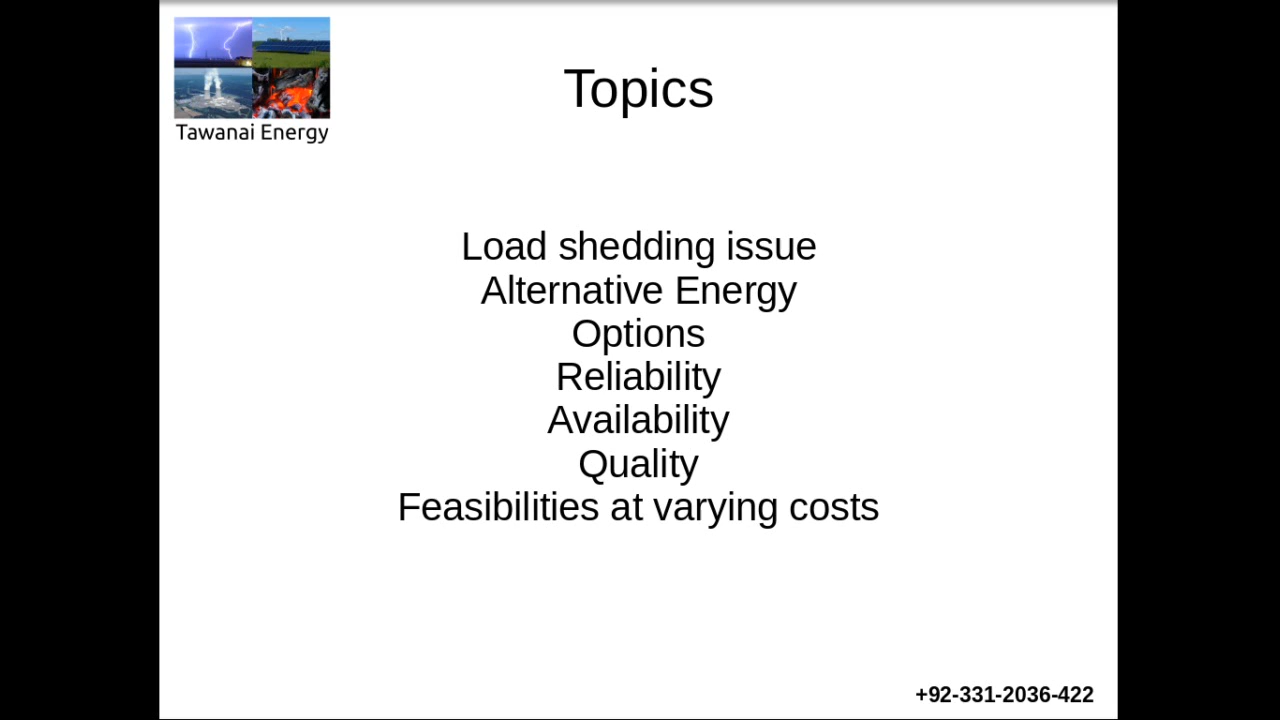 Tawanai Energy
Topics
Load shedding issue
Alternative Energy
Options
Reliability
Availability
Quality
Feasibilities at varying costs
+92-331-2036-422